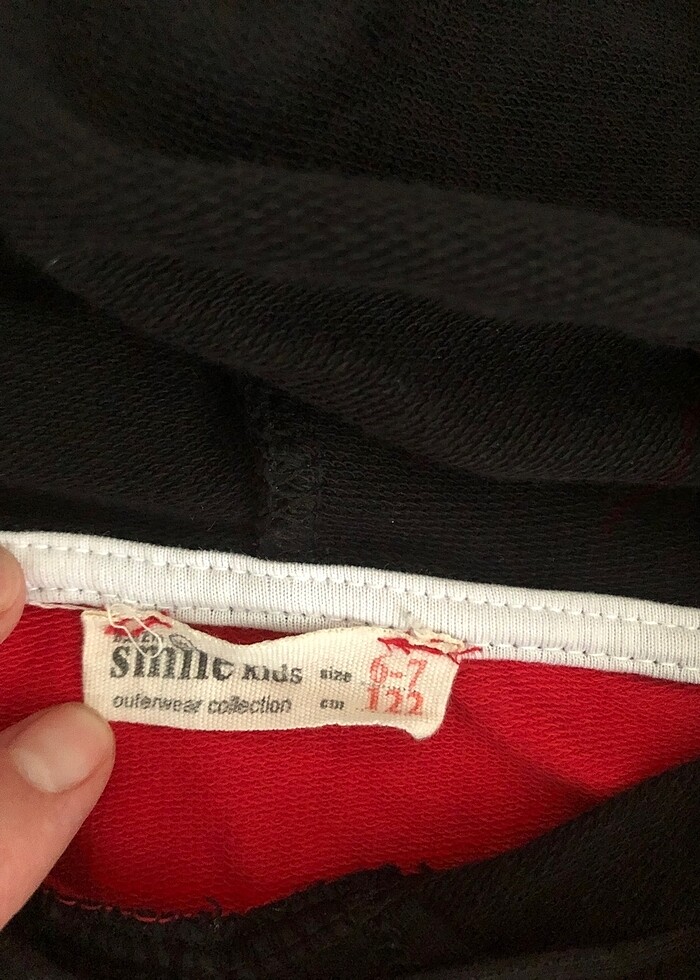 smile kids size 6-7
outerwear collection cm 122